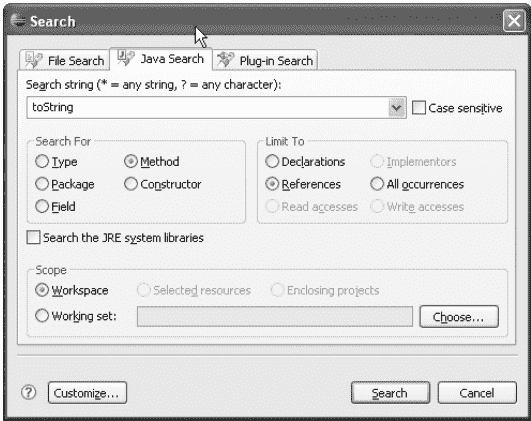 Search
File Search Java Search Plug-in Search
Search string (* = any string, ? = any character):
toString Case sensitive
Search For Limit To
Type Method Declarations Implementors
Package Constructor References All occurrences
Field Read accesses Write accesses
Search the JRE system libraries
Scope
Workspace Selected resources Enclosing projects
Working set: Choose...
? Customize... Search Cancel